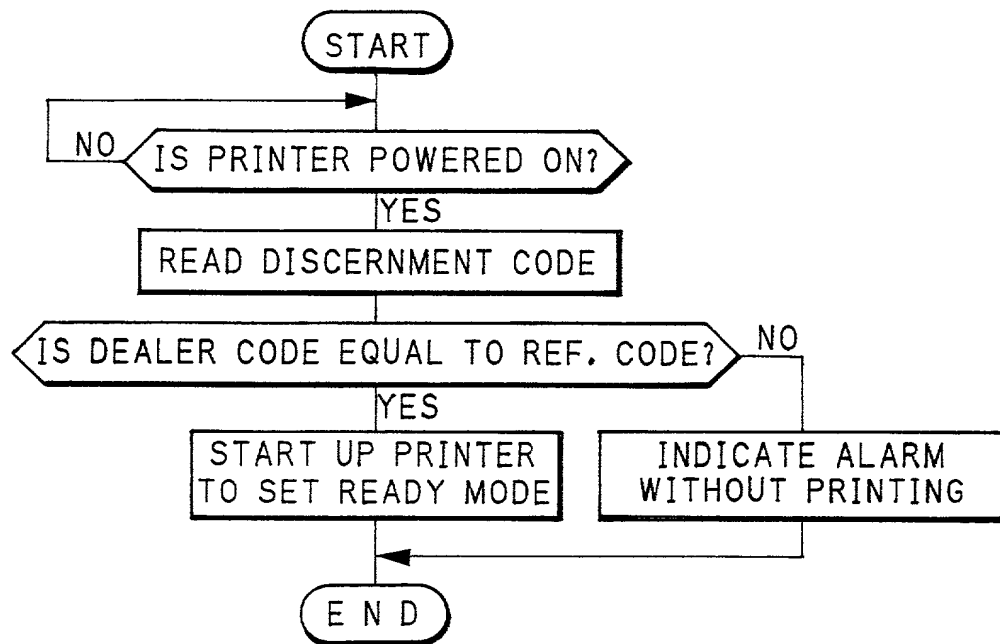 START
NO
IS PRINTER POWERED ON?
YES
READ DISCERNMENT CODE
IS DEALER CODE EQUAL TO REF. CODE?
NO
YES
START UP PRINTER
TO SET READY MODE
INDICATE ALARM
WITHOUT PRINTING
E N D